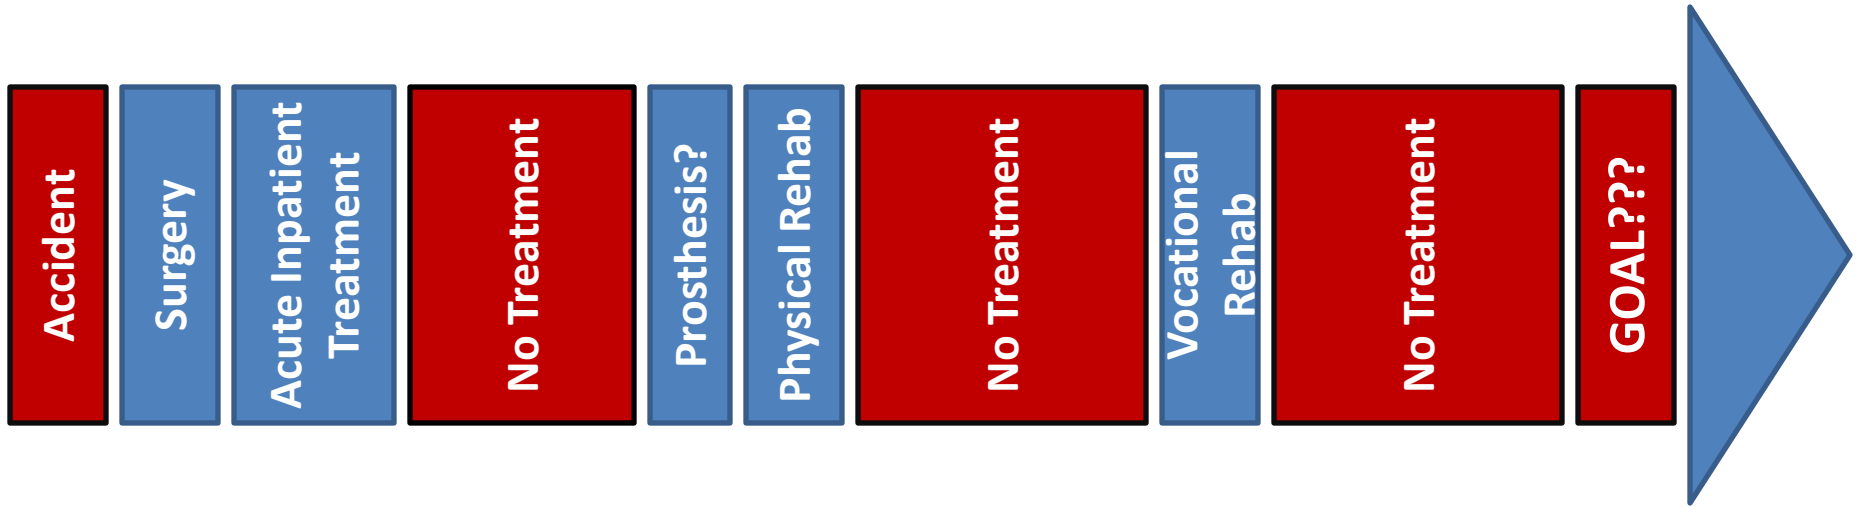 Accident
Surgery
Acute Inpatient
Treatment
No Treatment
Prosthesis?
Physical Rehab
No Treatment
Vocational
Rehab
No Treatment
GOAL???